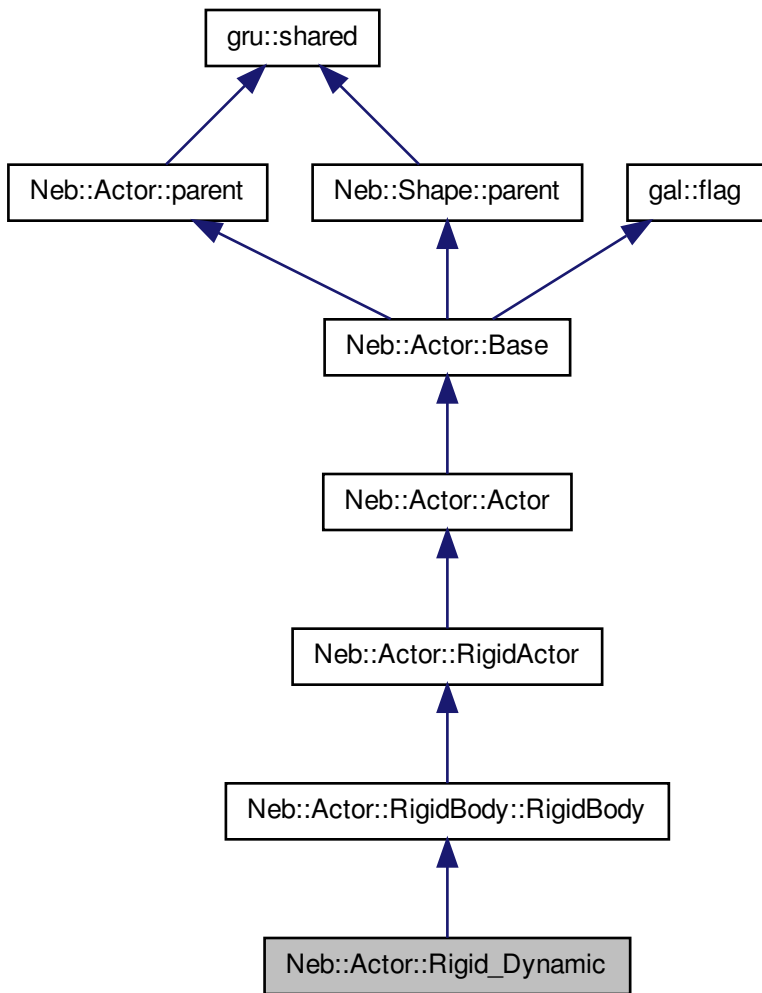 gru::shared
Neb::Actor::parent
Neb::Shape::parent
gal::flag
Neb::Actor::Base
Neb::Actor::Actor
Neb::Actor::RigidActor
Neb::Actor::RigidBody::RigidBody
Neb::Actor::Rigid_Dynamic